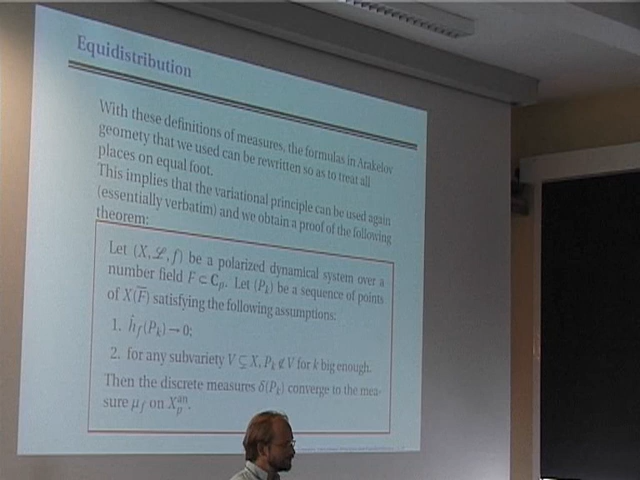 Equidistribution
With these definitions of measures, the formulas in Arakelov
geomety that we used can be rewritten so as to treat all
places on equal foot.
This implies that the variational principle can be used again
(essentially verbatim) and we obtain a proof of the following
theorem:
Let (X, ℒ, f) be a polarized dynamical system over a
number field F ⊂ C_p. Let (P_k) be a sequence of points
of X(F̅) satisfying the following assumptions:
1. ĥ_f(P_k) → 0;
2. for any subvariety V ⊊ X, P_k ∉ V for k big enough.
Then the discrete measures δ(P_k) converge to the mea-
sure μ_f on X_p^an.